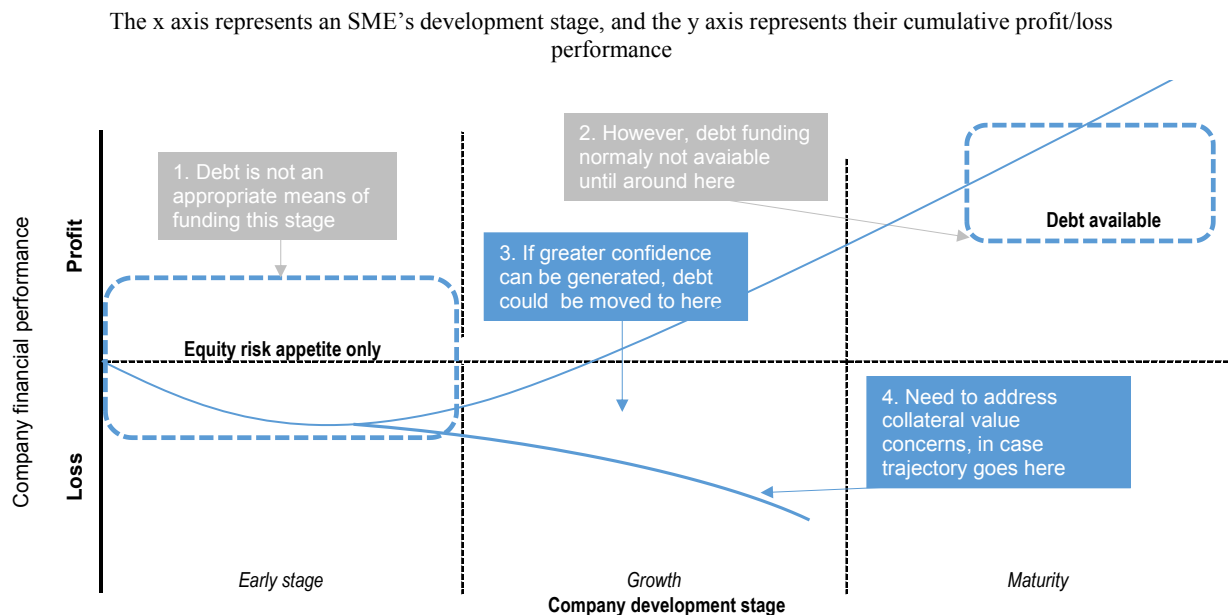 The x axis represents an SME's development stage, and the y axis represents their cumulative profit/loss
performance
1. Debt is not an
appropriate means of
funding this stage
2. However, debt funding
normaly not avaiable
until around here
3. If greater confidence
can be generated, debt
could be moved to here
4. Need to address
collateral value
concerns, in case
trajectory goes here
Equity risk appetite only
Debt available
Company financial performance
Profit
Loss
Early stage
Growth
Maturity
Company development stage